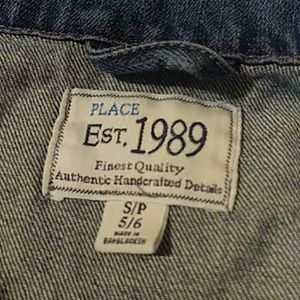 PLACE
EST. 1989
Finest Quality
Authentic Handcrafted Details
S/P
5/6
MADE IN
BANGLADESH